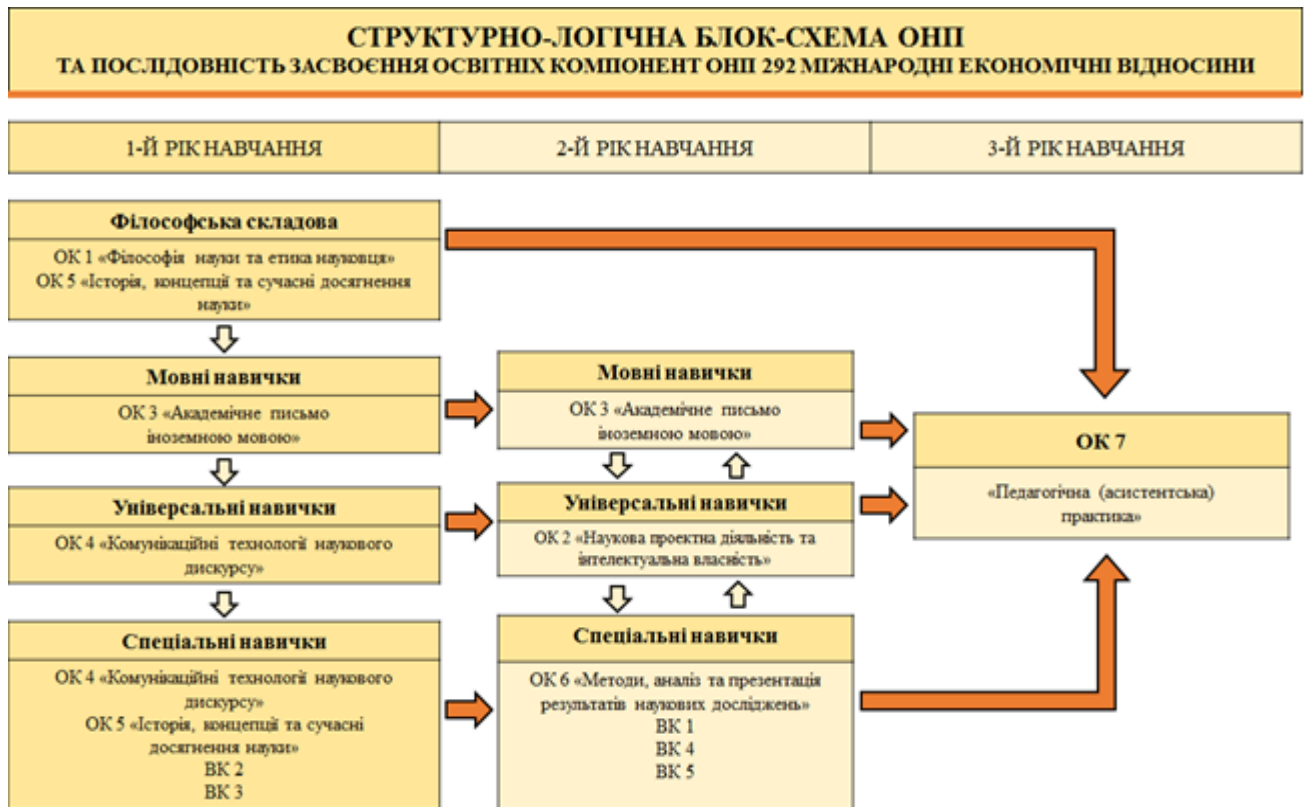 СТРУКТУРНО-ЛОГІЧНА БЛОК-СХЕМА ОНП
ТА ПОСЛІДОВНІСТЬ ЗАСВОЄННЯ ОСВІТНІХ КОМПОНЕНТ ОНП 292 МІЖНАРОДНІ ЕКОНОМІЧНІ ВІДНОСИНИ
1-Й РІК НАВЧАННЯ
2-Й РІК НАВЧАННЯ
3-Й РІК НАВЧАННЯ
Філософська складова
ОК 1 «Філософія науки та етика науковця»
ОК 5 «Історія, концепції та сучасні досягнення
науки»
Мовні навички
ОК 3 «Академічне письмо
іноземною мовою»
Універсальні навички
ОК 4 «Комунікаційні технології наукового
дискурсу»
Спеціальні навички
ОК 4 «Комунікаційні технології наукового
дискурсу»
ОК 5 «Історія, концепції та сучасні
досягнення науки»
ВК 2
ВК 3
Мовні навички
ОК 3 «Академічне письмо
іноземною мовою»
Універсальні навички
ОК 2 «Наукова проектна діяльність та
інтелектуальна власність»
Спеціальні навички
ОК 6 «Методи, аналіз та презентація
результатів наукових досліджень»
ВК 1
ВК 4
ВК 5
ОК 7
«Педагогічна (асистентська)
практика»